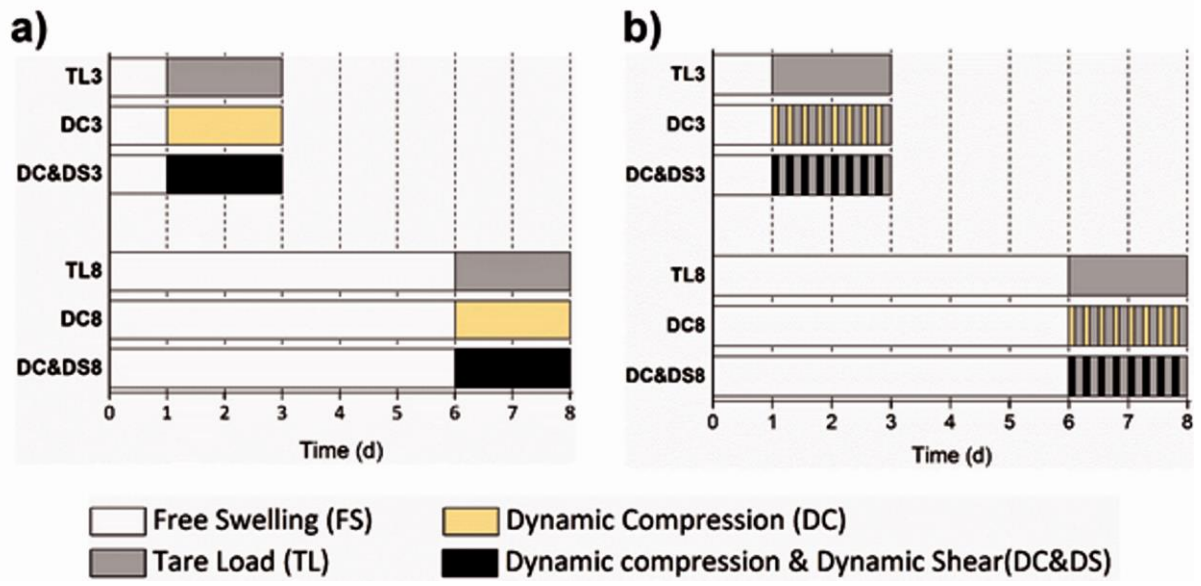 a)
TL3
DC3
DC&DS3
TL8
DC8
DC&DS8
0 1 2 3 4 5 6 7 8
Time (d)
b)
TL3
DC3
DC&DS3
TL8
DC8
DC&DS8
0 1 2 3 4 5 6 7 8
Time (d)
Free Swelling (FS)
Dynamic Compression (DC)
Tare Load (TL)
Dynamic compression & Dynamic Shear(DC&DS)